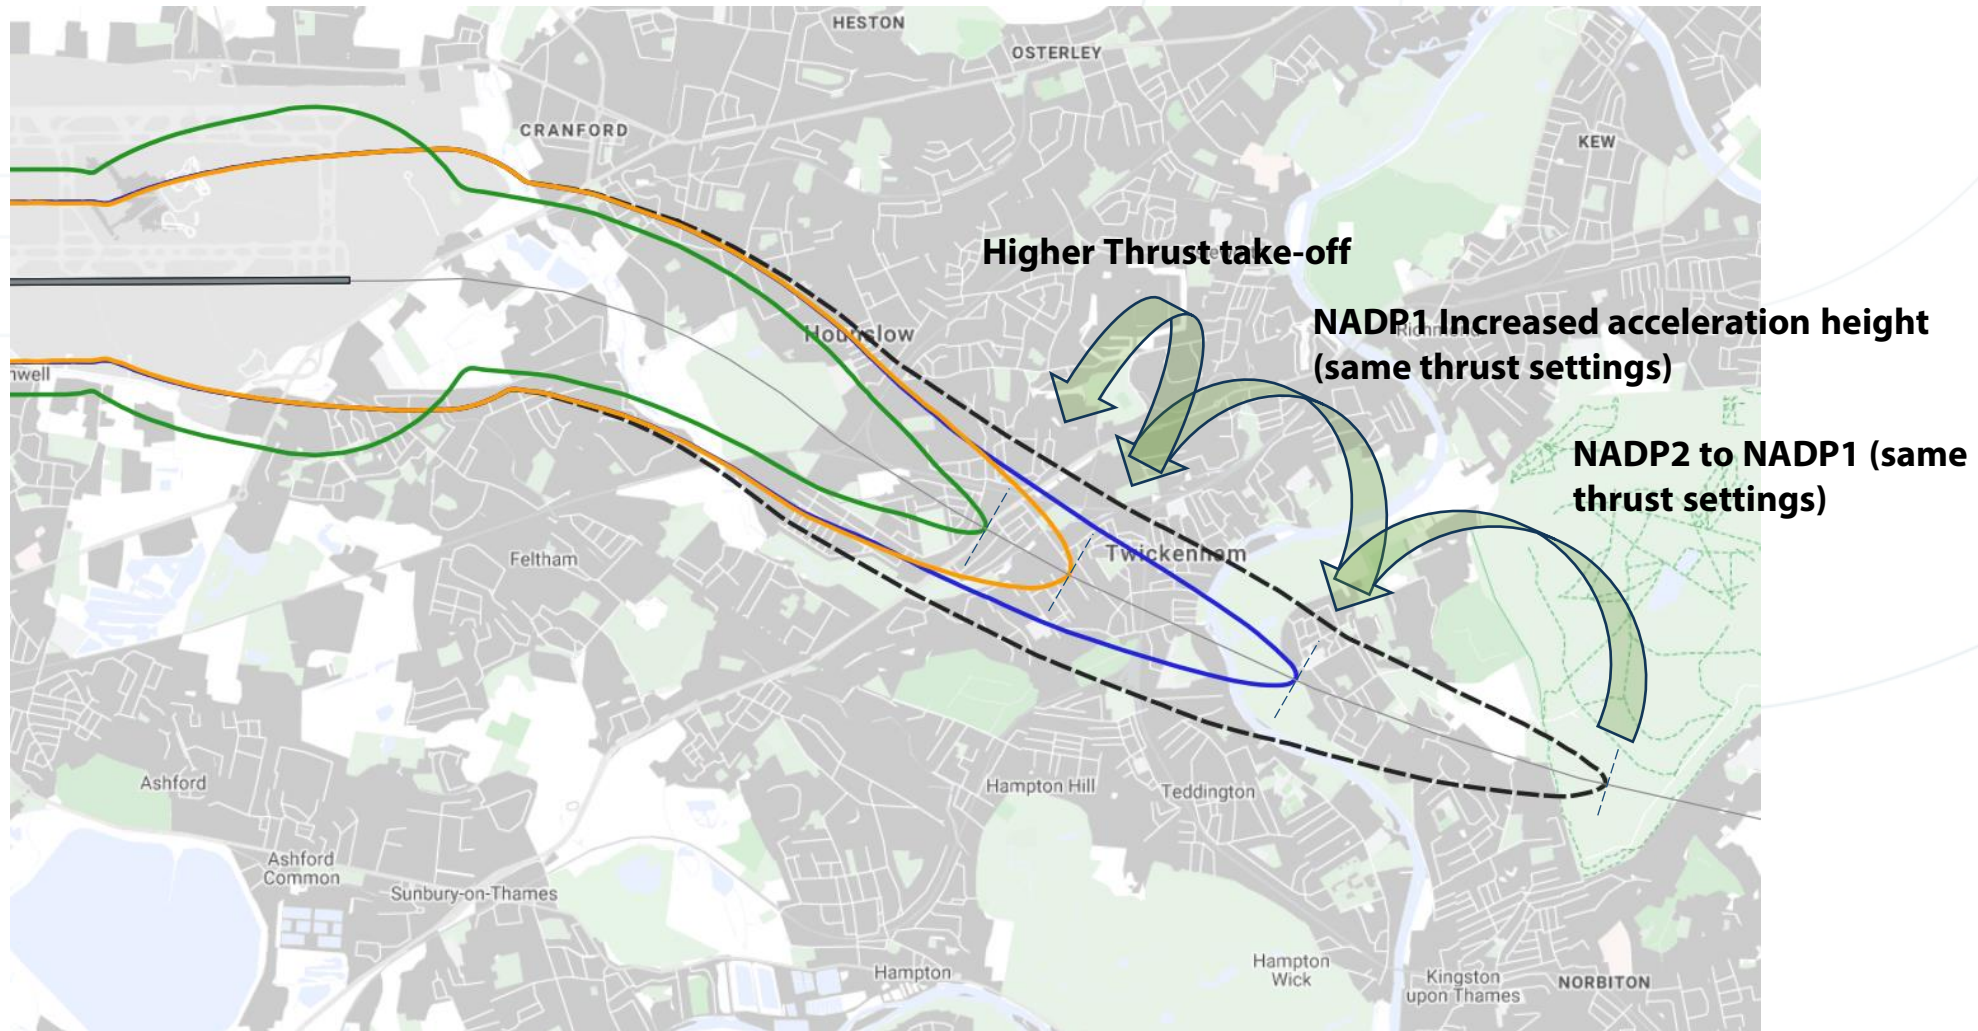 HESTON
OSTERLEY
CRANFORD
KEW
Higher Thrust take-off
NADP1 Increased acceleration height
(same thrust settings)
Hounslow
nwell
NADP2 to NADP1 (same
thrust settings)
Twickenham
Feltham
Ashford
Hampton Hill
Teddington
Ashford
Common
Sunbury-on-Thames
Hampton
Hampton
Wick
Kingston
upon Thames
NORBITON